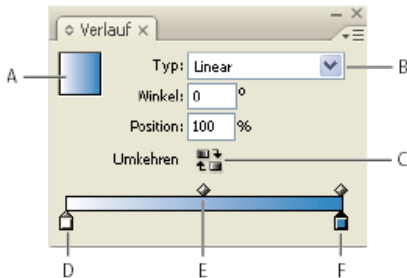 Verlauf
A
Typ: Linear
B
Winkel: 0 °
Position: 100 %
Umkehren
C
D
E
F